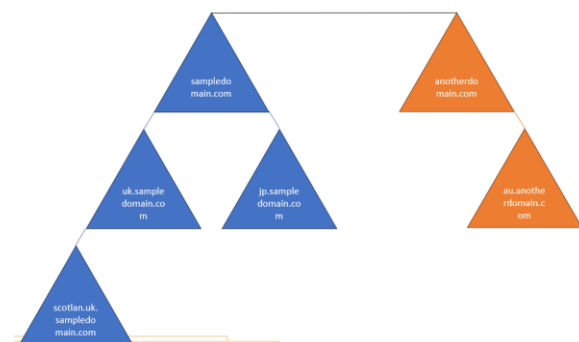 sampledo
main.com
anotherdo
main.com
uk.sample
domain.co
m
jp.sample
domain.co
m
au.anothe
rdomain.c
om
scotlan.uk.
sampledo
main.com